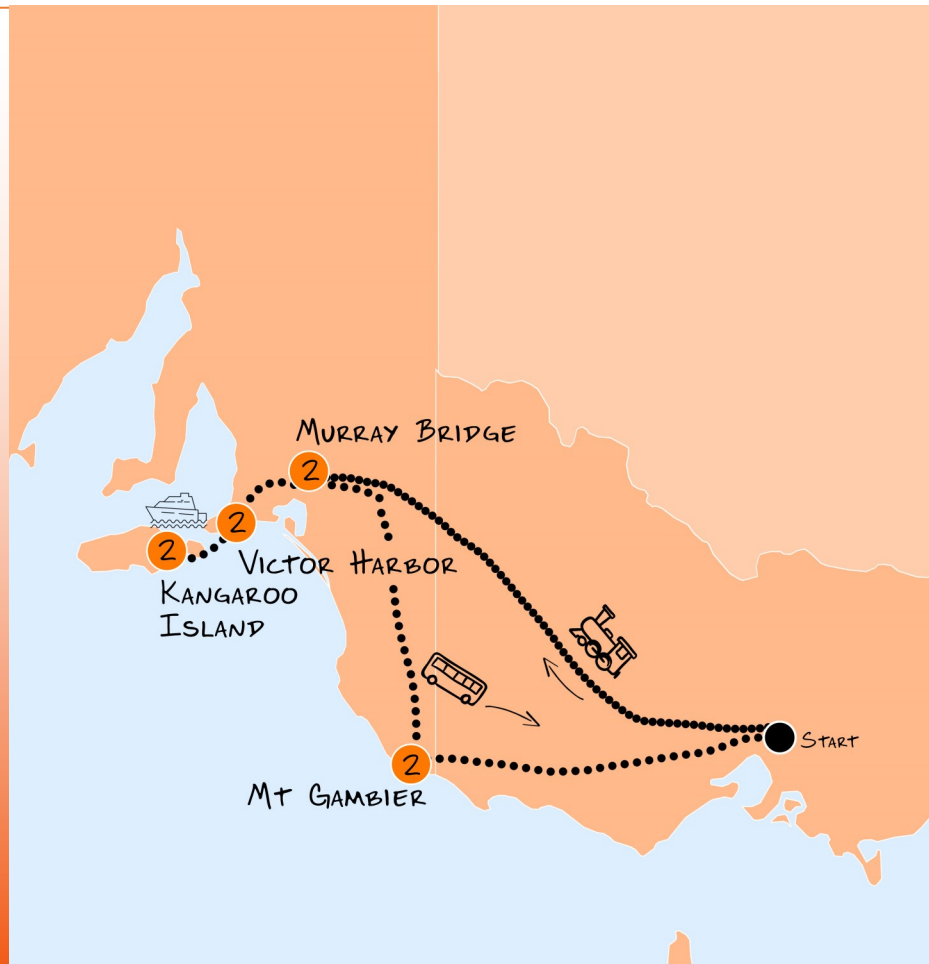 Murray Bridge
2
2
2
Victor Harbor
Kangaroo
Island
Start
2
Mt Gambier